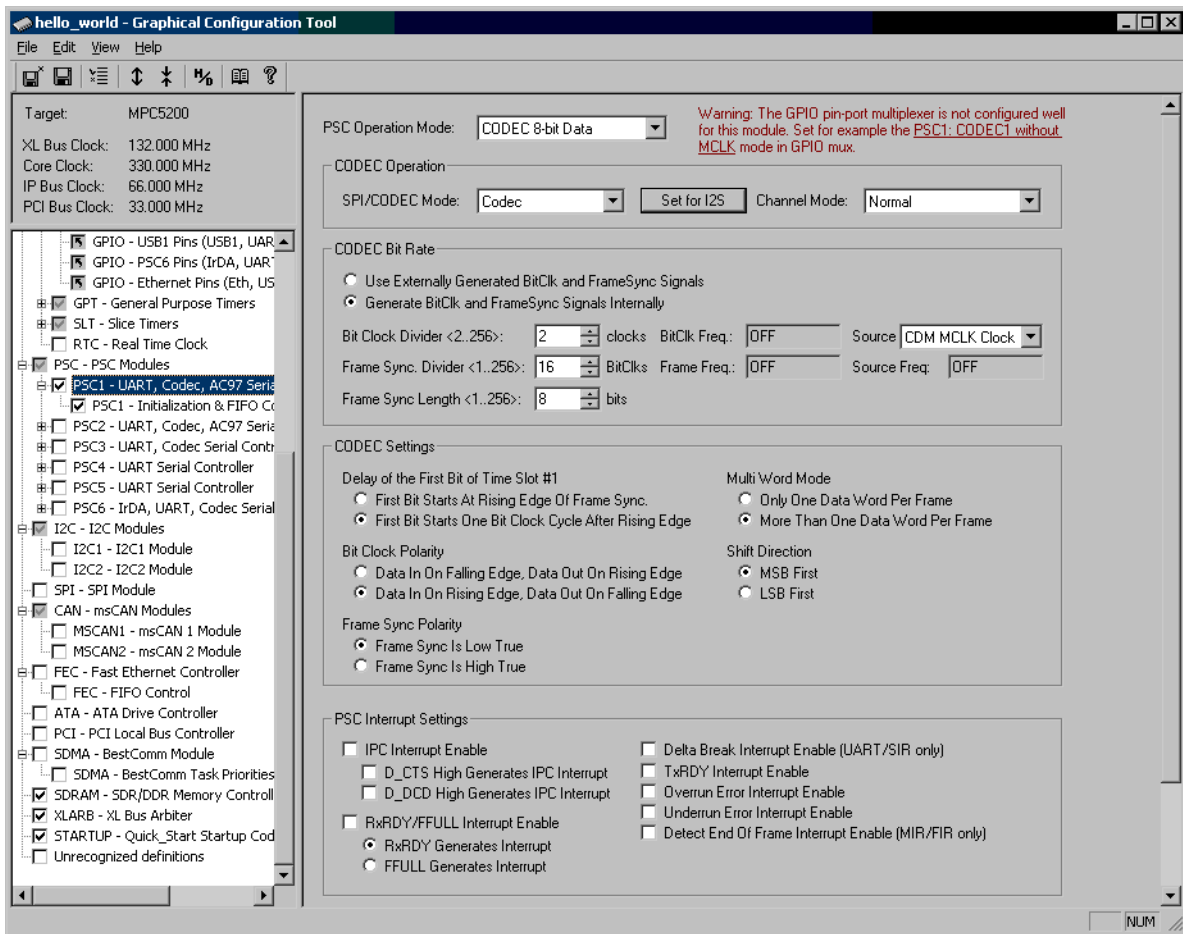 hello_world - Graphical Configuration Tool
File Edit View Help
Target: MPC5200
XL Bus Clock: 132.000 MHz
Core Clock: 330.000 MHz
IP Bus Clock: 66.000 MHz
PCI Bus Clock: 33.000 MHz
GPIO - USB1 Pins (USB1, UAR
GPIO - PSC6 Pins (IrDA, UART
GPIO - Ethernet Pins (Eth, US
GPT - General Purpose Timers
SLT - Slice Timers
RTC - Real Time Clock
PSC - PSC Modules
PSC1 - UART, Codec, AC97 Seria
PSC1 - Initialization & FIFO Co
PSC2 - UART, Codec, AC97 Seria
PSC3 - UART, Codec Serial Contr
PSC4 - UART Serial Controller
PSC5 - UART Serial Controller
PSC6 - IrDA, UART, Codec Serial
I2C - I2C Modules
I2C1 - I2C1 Module
I2C2 - I2C2 Module
SPI - SPI Module
CAN - msCAN Modules
MSCAN1 - msCAN 1 Module
MSCAN2 - msCAN 2 Module
FEC - Fast Ethernet Controller
FEC - FIFO Control
ATA - ATA Drive Controller
PCI - PCI Local Bus Controller
SDMA - BestComm Module
SDMA - BestComm Task Priorities
SDRAM - SDR/DDR Memory Controll
XLARB - XL Bus Arbiter
STARTUP - Quick_Start Startup Cod
Unrecognized definitions
PSC Operation Mode: CODEC 8-bit Data
Warning: The GPIO pin-port multiplexer is not configured well
for this module. Set for example the PSC1: CODEC1 without
MCLK mode in GPIO mux.
CODEC Operation
SPI/CODEC Mode: Codec Set for I2S Channel Mode: Normal
CODEC Bit Rate
Use Externally Generated BitClk and FrameSync Signals
Generate BitClk and FrameSync Signals Internally
Bit Clock Divider <2..256>: 2 clocks BitClk Freq.: OFF Source CDM MCLK Clock
Frame Sync. Divider <1..256>: 16 BitClks Frame Freq.: OFF Source Freq: OFF
Frame Sync Length <1..256>: 8 bits
CODEC Settings
Delay of the First Bit of Time Slot #1
First Bit Starts At Rising Edge Of Frame Sync.
First Bit Starts One Bit Clock Cycle After Rising Edge
Multi Word Mode
Only One Data Word Per Frame
More Than One Data Word Per Frame
Bit Clock Polarity
Data In On Falling Edge, Data Out On Rising Edge
Data In On Rising Edge, Data Out On Falling Edge
Shift Direction
MSB First
LSB First
Frame Sync Polarity
Frame Sync Is Low True
Frame Sync Is High True
PSC Interrupt Settings
IPC Interrupt Enable
D_CTS High Generates IPC Interrupt
D_DCD High Generates IPC Interrupt
RxRDY/FFULL Interrupt Enable
RxRDY Generates Interrupt
FFULL Generates Interrupt
Delta Break Interrupt Enable (UART/SIR only)
TxRDY Interrupt Enable
Overrun Error Interrupt Enable
Underrun Error Interrupt Enable
Detect End Of Frame Interrupt Enable (MIR/FIR only)
NUM